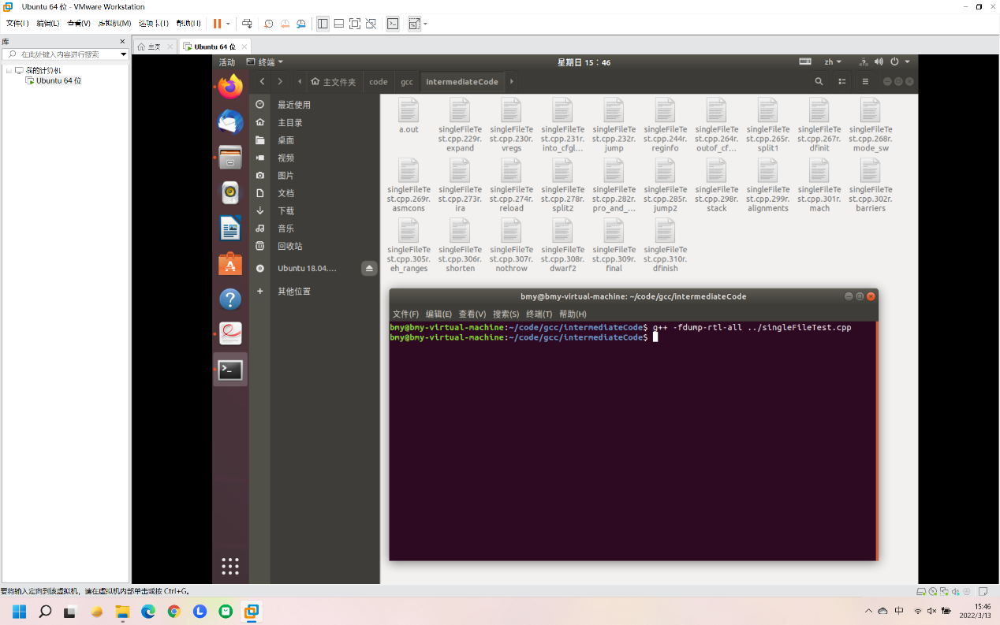 Ubuntu 64 位 - VMware Workstation
文件(F) 编辑(E) 查看(V) 虚拟机(M) 选项卡(T) 帮助(H)
库
在此处键入内容进行搜索
我的计算机
Ubuntu 64 位
主页
Ubuntu 64 位
活动
终端
星期日 15：46
zh
主文件夹 code gcc intermediateCode
最近使用
主目录
桌面
视频
图片
文档
下载
音乐
回收站
Ubuntu 18.04....
其他位置
a.out
singleFileTest.cpp.229r.expand
singleFileTest.cpp.230r.vregs
singleFileTest.cpp.231r.into_cfgl...
singleFileTest.cpp.232r.jump
singleFileTest.cpp.244r.reginfo
singleFileTest.cpp.264r.outof_cf...
singleFileTest.cpp.265r.split1
singleFileTest.cpp.267r.dfinit
singleFileTest.cpp.268r.mode_sw
singleFileTest.cpp.269r.asmcons
singleFileTest.cpp.273r.ira
singleFileTest.cpp.274r.reload
singleFileTest.cpp.278r.split2
singleFileTest.cpp.282r.pro_and_...
singleFileTest.cpp.285r.jump2
singleFileTest.cpp.298r.stack
singleFileTest.cpp.299r.alignments
singleFileTest.cpp.301r.mach
singleFileTest.cpp.302r.barriers
singleFileTest.cpp.305r.eh_ranges
singleFileTest.cpp.306r.shorten
singleFileTest.cpp.307r.nothrow
singleFileTest.cpp.308r.dwarf2
singleFileTest.cpp.309r.final
singleFileTest.cpp.310r.dfinish
bmy@bmy-virtual-machine: ~/code/gcc/intermediateCode
文件(F) 编辑(E) 查看(V) 搜索(S) 终端(T) 帮助(H)
bmy@bmy-virtual-machine:~/code/gcc/intermediateCode$ g++ -fdump-rtl-all ../singleFileTest.cpp
bmy@bmy-virtual-machine:~/code/gcc/intermediateCode$
要将输入定向到该虚拟机，请在虚拟机内部单击或按 Ctrl+G。
中
15:46
2022/3/13